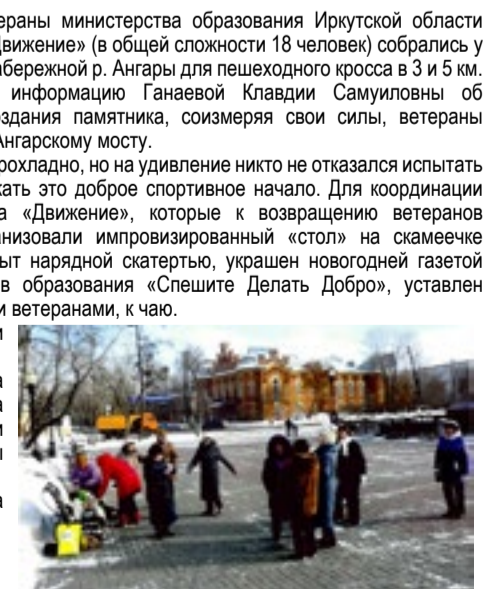 ераны министерства образования Иркутской области
Движение» (в общей сложности 18 человек) собрались у
абережной р. Ангары для пешеходного кросса в 3 и 5 км.
информацию Ганаевой Клавдии Самуиловны об
оздания памятника, соизмеряя свои силы, ветераны
Ангарскому мосту.
рохладно, но на удивление никто не отказался испытать
жать это доброе спортивное начало. Для координации
а «Движение», которые к возвращению ветеранов
анизовали импровизированный «стол» на скамеечке
ыт нарядной скатертью, украшен новогодней газетой
в образования «Спешите Делать Добро», уставлен
и ветеранами, к чаю.
и
а
а
и
ы
а